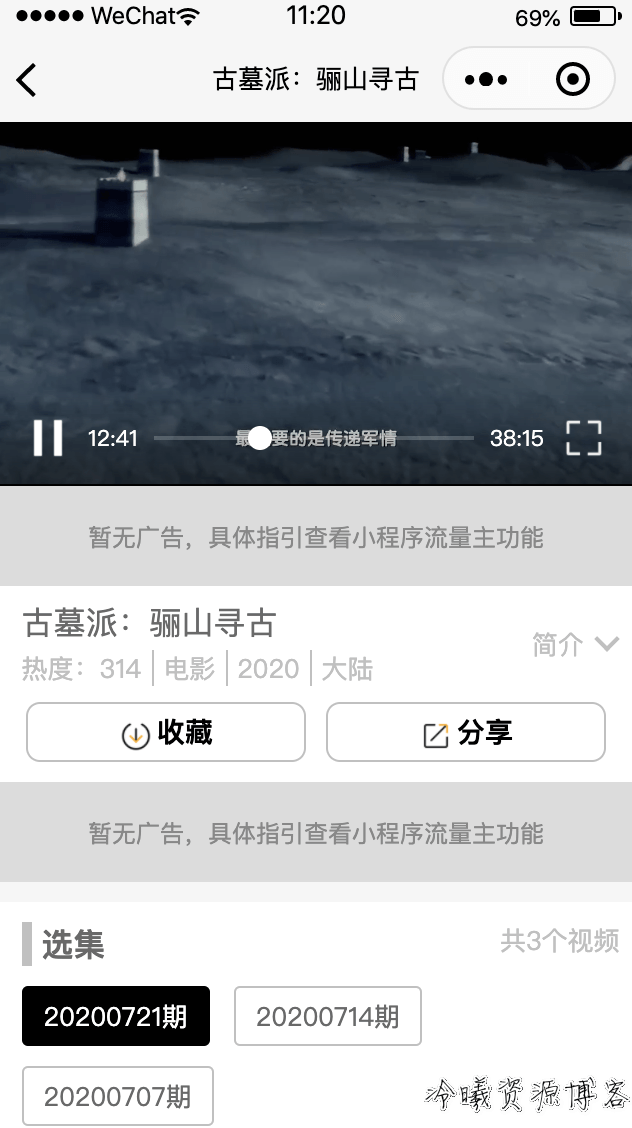 ●●●●● WeChat 11:20 69%
古墓派：骊山寻古
12:41 最 要的是传递军情 38:15
暂无广告，具体指引查看小程序流量主功能
古墓派：骊山寻古
简介
热度：314 | 电影 | 2020 | 大陆
收藏 分享
暂无广告，具体指引查看小程序流量主功能
选集 共3个视频
20200721期 20200714期
20200707期
冷曦资源博客